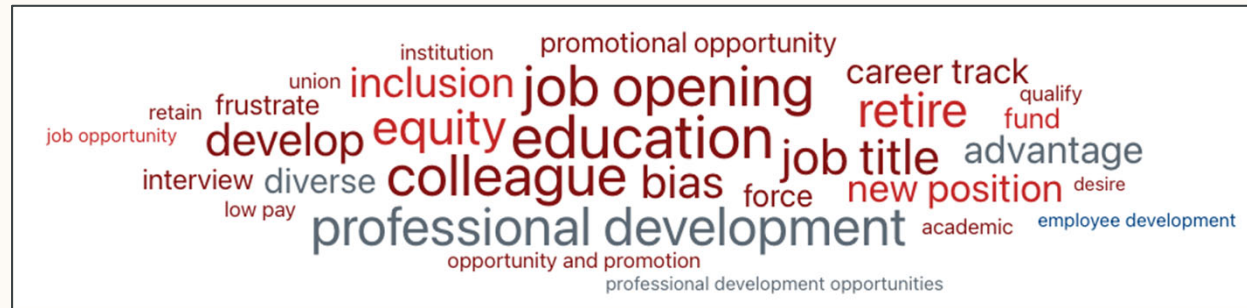 promotional opportunity
institution
career track
union inclusion job opening
qualify
retain frustrate
retire fund
job opportunity
develop equity education
job title advantage
interview diverse colleague bias force new position desire
low pay
professional development academic employee development
opportunity and promotion
professional development opportunities